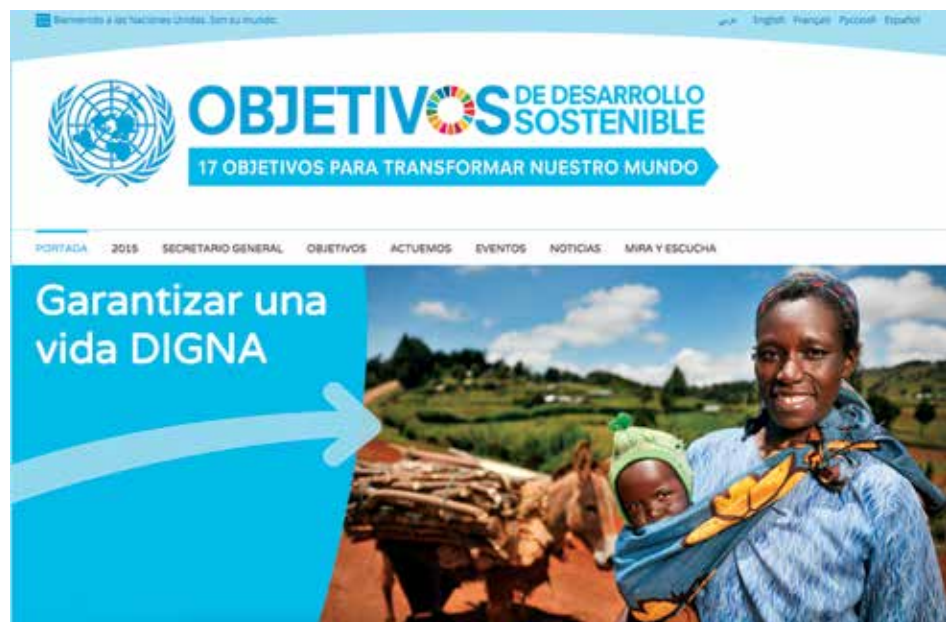 Bienvenido a las Naciones Unidas. Son su mundo.
عربي English Français Русский Español
OBJETIVOS DE DESARROLLO
SOSTENIBLE
17 OBJETIVOS PARA TRANSFORMAR NUESTRO MUNDO
PORTADA 2015 SECRETARIO GENERAL OBJETIVOS ACTUEMOS EVENTOS NOTICIAS MIRA Y ESCUCHA
Garantizar una
vida DIGNA